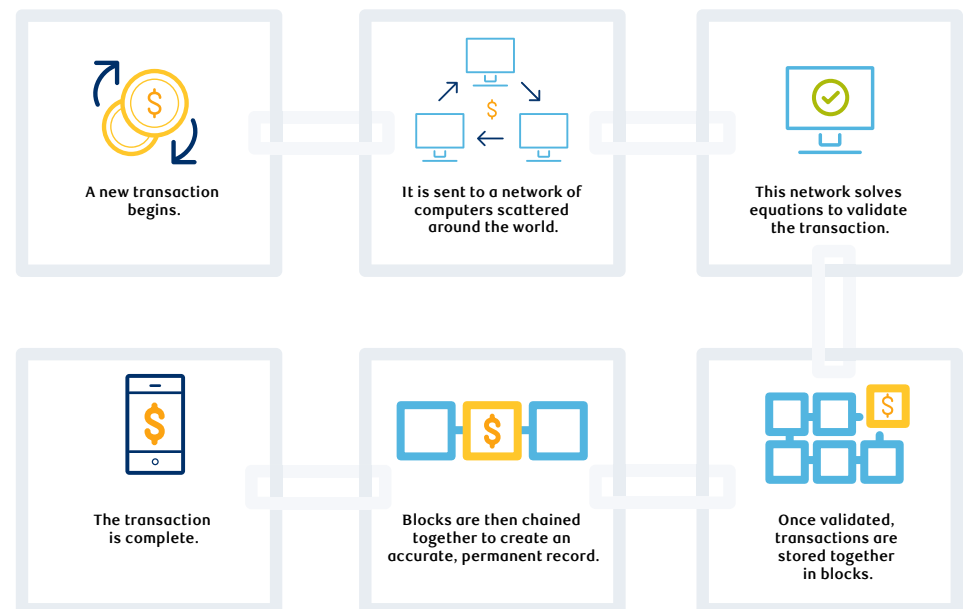 A new transaction
begins.
It is sent to a network of
computers scattered
around the world.
This network solves
equations to validate
the transaction.
Once validated,
transactions are
stored together
in blocks.
Blocks are then chained
together to create an
accurate, permanent record.
The transaction
is complete.